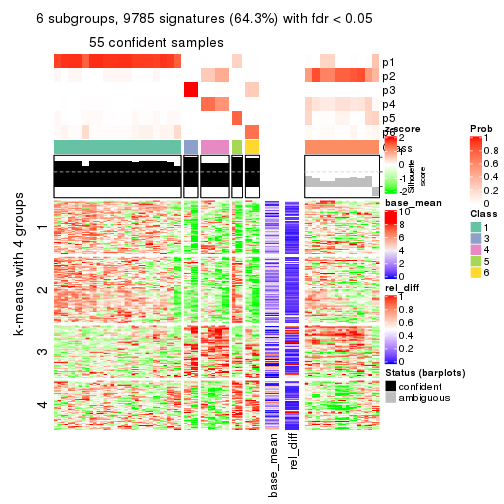 6 subgroups, 9785 signatures (64.3%) with fdr < 0.05
55 confident samples
p1
p2
p3
p4
p5
p6
Class
k-means with 4 groups
1
2
3
4
base_mean
rel_diff
z-score
2
1
0
-1
-2
Silhouette
score
base_mean
10
8
6
4
2
0
rel_diff
1
0.8
0.6
0.4
0.2
0
Status (barplots)
confident
ambiguous
Prob
1
0.8
0.6
0.4
0.2
0
Class
1
3
4
5
6